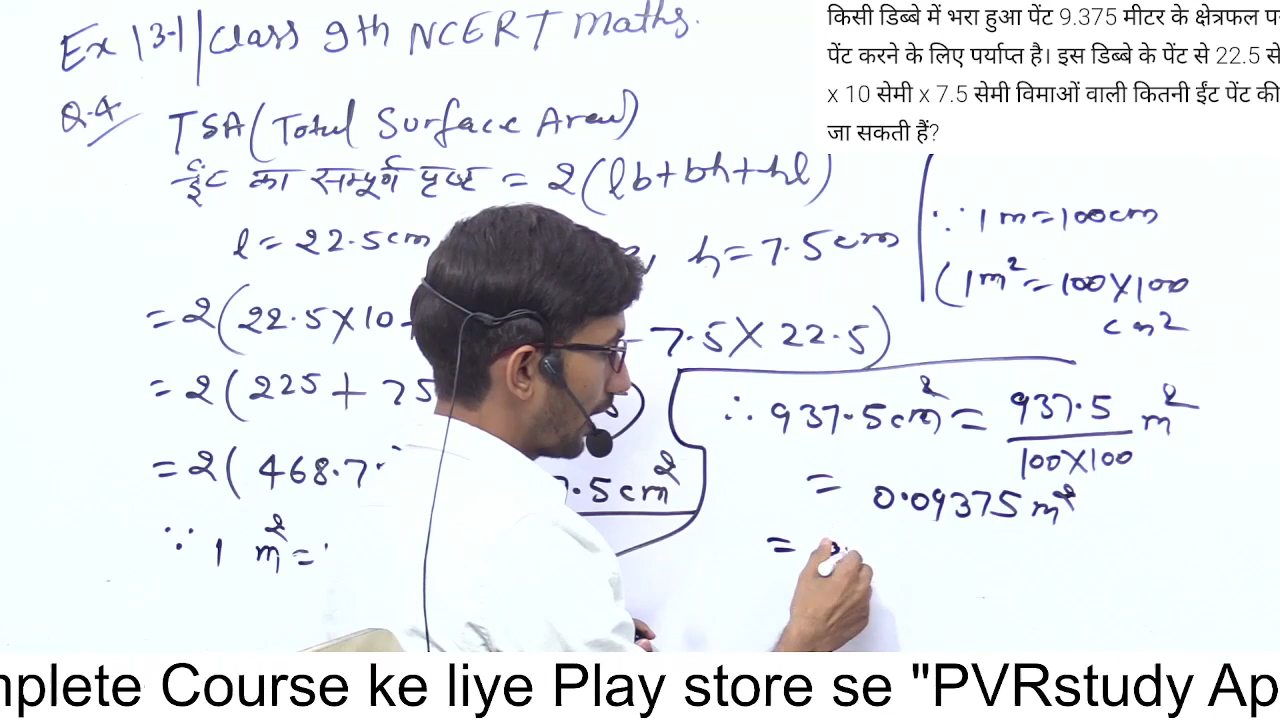 Ex 13.1 | Class 9th NCERT Maths.
किसी डिब्बे में भरा हुआ पेंट 9.375 मीटर के क्षेत्रफल
पेंट करने के लिए पर्याप्त है। इस डिब्बे के पेंट से 22.5
x 10 सेमी x 7.5 सेमी विमाओं वाली कितनी ईंट पेंट की
जा सकती हैं?
Q.4 TSA (Total Surface Area)
ईंट का सम्पूर्ण पृष्ठ = 2(lb+bh+hl)
l = 22.5cm , h = 7.5cm
= 2(22.5×10 7.5 × 22.5)
= 2(225 + 75
= 2(468.7 7.5cm²
∵ 1 m² =
∵ 1m = 100cm
(1m² = 100×100
cm²
∴ 937.5cm² = 937.5 / 100×100 m²
= 0.09375m²
=
mplete Course ke liye Play store se "PVRstudy Ap